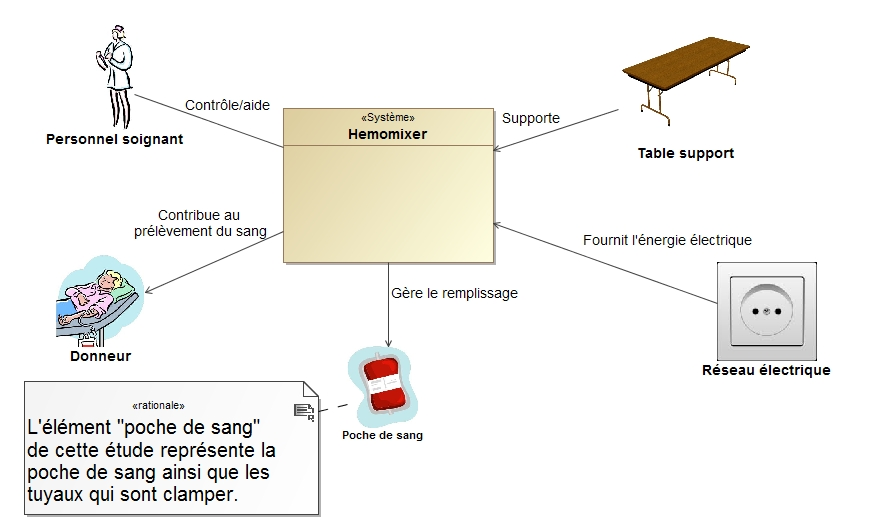 Personnel soignant
Contrôle/aide
«Système»
Hemomixer
Supporte
Table support
Contribue au
prélèvement du sang
Donneur
Fournit l'énergie électrique
Réseau électrique
Gère le remplissage
Poche de sang
«rationale»
L'élément "poche de sang"
de cette étude représente la
poche de sang ainsi que les
tuyaux qui sont clamper.